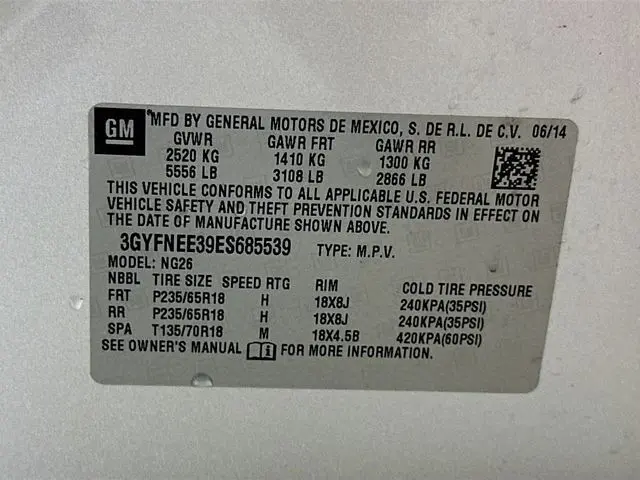 GM
MFD BY GENERAL MOTORS DE MEXICO, S. DE R.L. DE C.V. 06/14
GVWR GAWR FRT GAWR RR
2520 KG 1410 KG 1300 KG
5556 LB 3108 LB 2866 LB
THIS VEHICLE CONFORMS TO ALL APPLICABLE U.S. FEDERAL MOTOR
VEHICLE SAFETY AND THEFT PREVENTION STANDARDS IN EFFECT ON
THE DATE OF MANUFACTURE SHOWN ABOVE.
3GYFNEE39ES685539 TYPE: M.P.V.
MODEL: NG26
NBBL TIRE SIZE SPEED RTG RIM COLD TIRE PRESSURE
FRT P235/65R18 H 18X8J 240KPA(35PSI)
RR P235/65R18 H 18X8J 240KPA(35PSI)
SPA T135/70R18 M 18X4.5B 420KPA(60PSI)
SEE OWNER'S MANUAL FOR MORE INFORMATION.